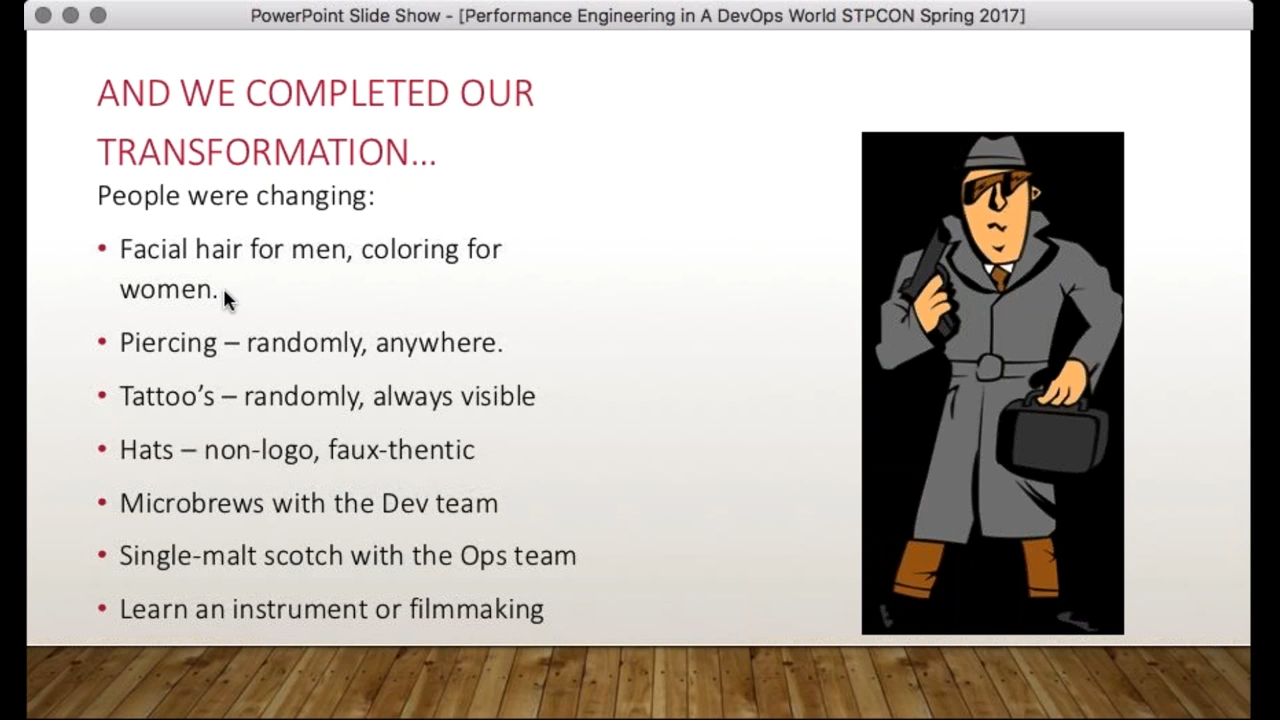 PowerPoint Slide Show - [Performance Engineering in A DevOps World STPCON Spring 2017]
AND WE COMPLETED OUR
TRANSFORMATION...
People were changing:
• Facial hair for men, coloring for
women.
• Piercing – randomly, anywhere.
• Tattoo’s – randomly, always visible
• Hats – non-logo, faux-thentic
• Microbrews with the Dev team
• Single-malt scotch with the Ops team
• Learn an instrument or filmmaking